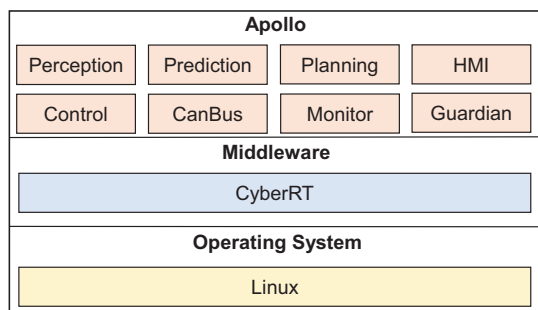 Apollo
Perception Prediction Planning HMI
Control CanBus Monitor Guardian
Middleware
CyberRT
Operating System
Linux